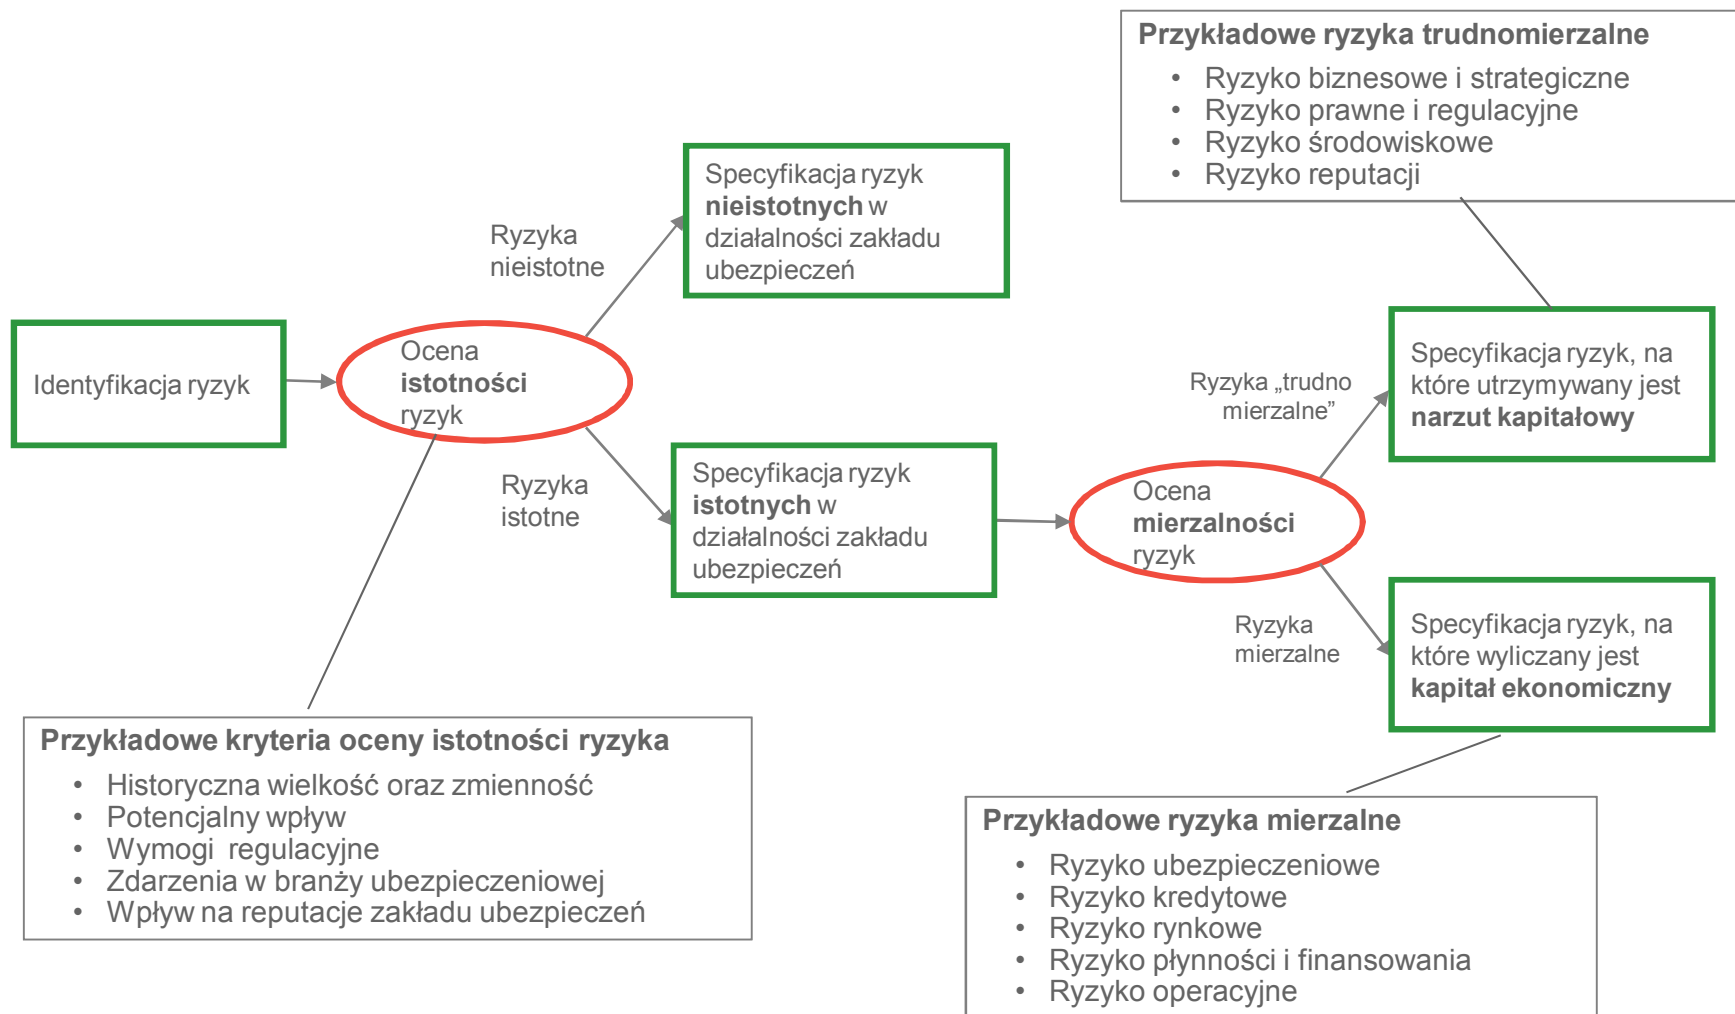 Przykładowe ryzyka trudnomierzalne
• Ryzyko biznesowe i strategiczne
• Ryzyko prawne i regulacyjne
• Ryzyko środowiskowe
• Ryzyko reputacji
Specyfikacja ryzyk
nieistotnych w
działalności zakładu
ubezpieczeń
Ryzyka
nieistotne
Identyfikacja ryzyk
Ocena
istotności
ryzyk
Ryzyka
istotne
Specyfikacja ryzyk
istotnych w
działalności zakładu
ubezpieczeń
Ocena
mierzalności
ryzyk
Ryzyka „trudno
mierzalne”
Specyfikacja ryzyk, na
które utrzymywany jest
narzut kapitałowy
Ryzyka
mierzalne
Specyfikacja ryzyk, na
które wyliczany jest
kapitał ekonomiczny
Przykładowe kryteria oceny istotności ryzyka
• Historyczna wielkość oraz zmienność
• Potencjalny wpływ
• Wymogi regulacyjne
• Zdarzenia w branży ubezpieczeniowej
• Wpływ na reputacje zakładu ubezpieczeń
Przykładowe ryzyka mierzalne
• Ryzyko ubezpieczeniowe
• Ryzyko kredytowe
• Ryzyko rynkowe
• Ryzyko płynności i finansowania
• Ryzyko operacyjne